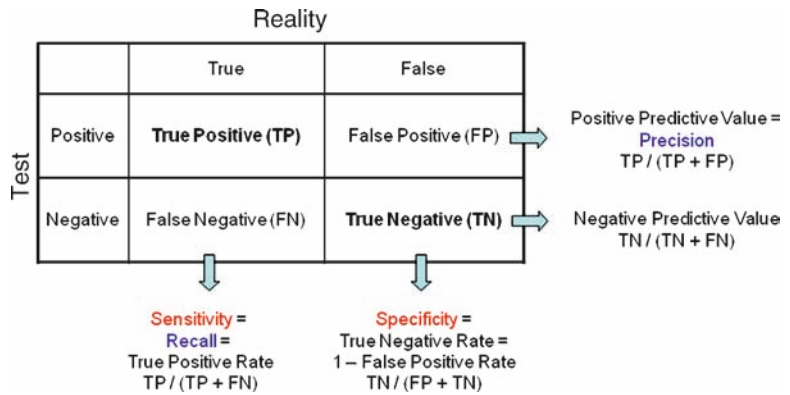 Reality
True
False
Test
Positive
True Positive (TP)
False Positive (FP)
Positive Predictive Value =
Precision
TP / (TP + FP)
Negative
False Negative (FN)
True Negative (TN)
Negative Predictive Value
TN / (TN + FN)
Sensitivity =
Recall =
True Positive Rate
TP / (TP + FN)
Specificity =
True Negative Rate =
1 – False Positive Rate
TN / (FP + TN)